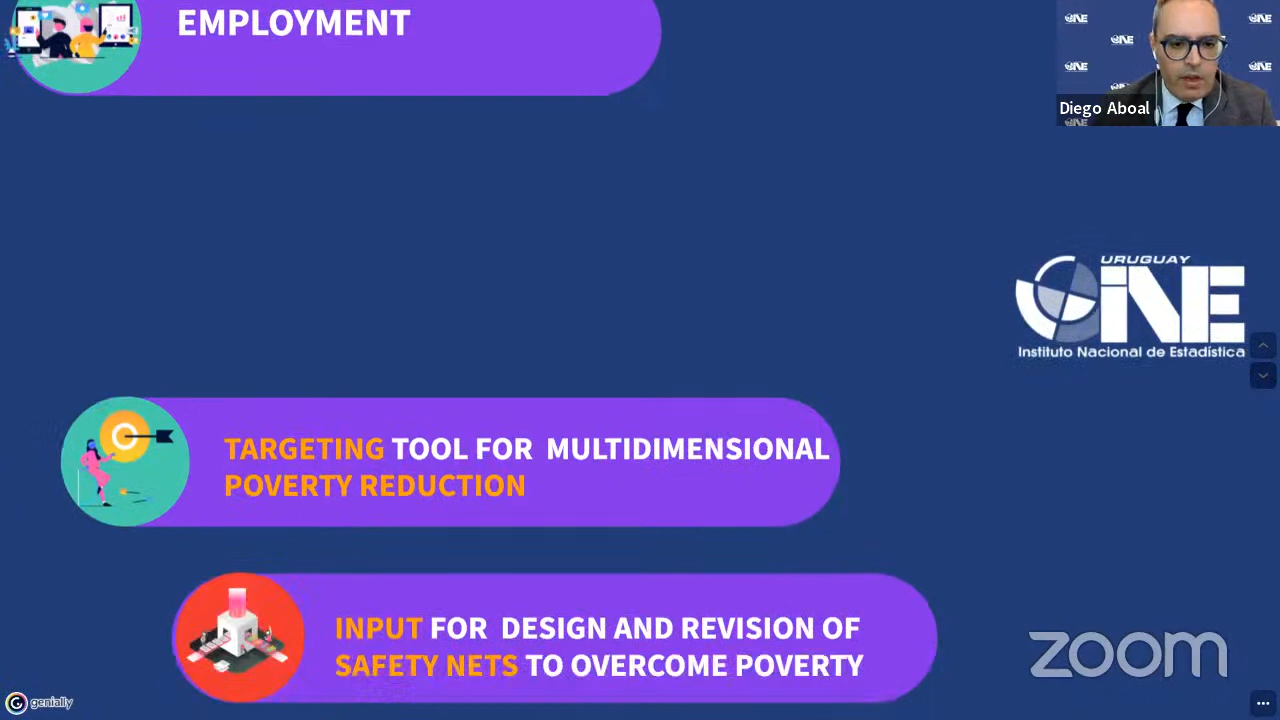 EMPLOYMENT
Diego Aboal
URUGUAY
INE
Instituto Nacional de Estadística
TARGETING TOOL FOR MULTIDIMENSIONAL
POVERTY REDUCTION
INPUT FOR DESIGN AND REVISION OF
SAFETY NETS TO OVERCOME POVERTY
zoom
genially